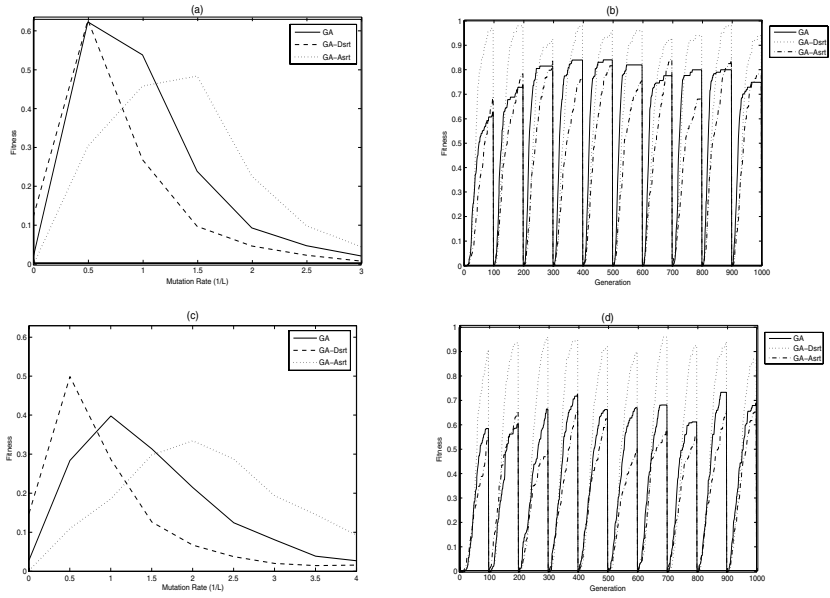 (a)
0.6
0.5
0.4
0.3
0.2
0.1
0
Fitness
0 0.5 1 1.5 2 2.5 3
Mutation Rate (1/L)
GA
GA-Dsrt
GA-Asrt
(b)
1
0.9
0.8
0.7
0.6
0.5
0.4
0.3
0.2
0.1
0
Fitness
0 100 200 300 400 500 600 700 800 900 1000
Generation
GA
GA-Dsrt
GA-Asrt
(c)
0.6
0.5
0.4
0.3
0.2
0.1
0
Fitness
0 0.5 1 1.5 2 2.5 3 3.5 4
Mutation Rate (1/L)
GA
GA-Dsrt
GA-Asrt
(d)
1
0.9
0.8
0.7
0.6
0.5
0.4
0.3
0.2
0.1
0
Fitness
0 100 200 300 400 500 600 700 800 900 1000
Generation
GA
GA-Dsrt
GA-Asrt